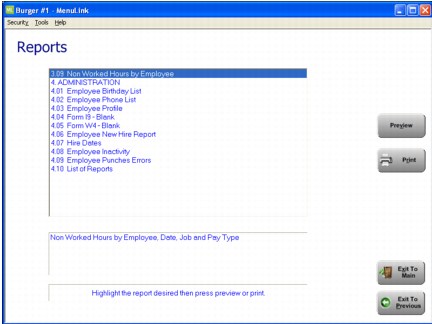 Burger #1 - MenuLink
Security Tools Help
Reports
3.09 Non Worked Hours by Employee
4. ADMINISTRATION
4.01 Employee Birthday List
4.02 Employee Phone List
4.03 Employee Profile
4.04 Form I9 - Blank
4.05 Form W4 - Blank
4.06 Employee New Hire Report
4.07 Hire Dates
4.08 Employee Inactivity
4.09 Employee Punches Errors
4.10 List of Reports
Preview
Print
Non Worked Hours by Employee, Date, Job and Pay Type
Exit To
Main
Highlight the report desired then press preview or print.
Exit To
Previous